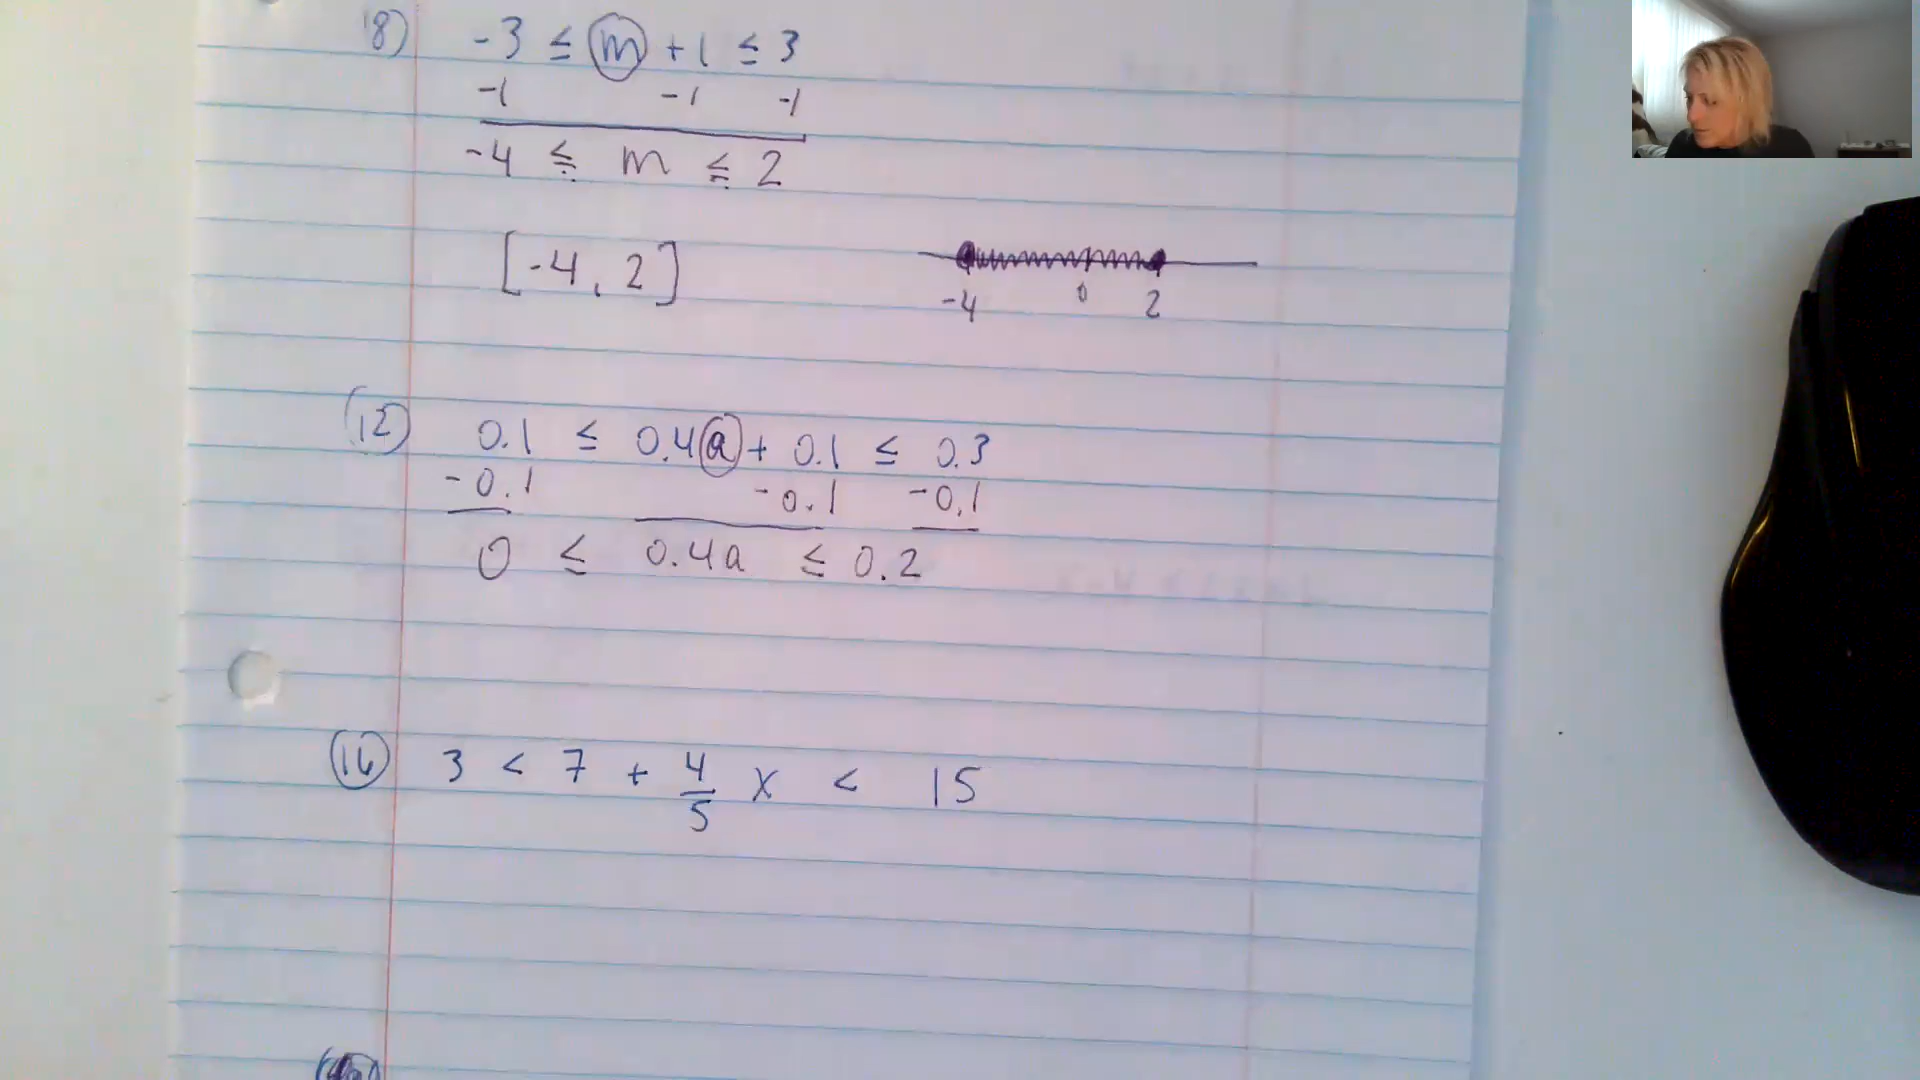 8) -3 ≤ m + 1 ≤ 3
-1 -1 -1
-4 ≤ m ≤ 2
[-4, 2]
-4 0 2
12) 0.1 ≤ 0.4a + 0.1 ≤ 0.3
-0.1 -0.1 -0.1
0 ≤ 0.4a ≤ 0.2
16) 3 < 7 + 4/5 x < 15